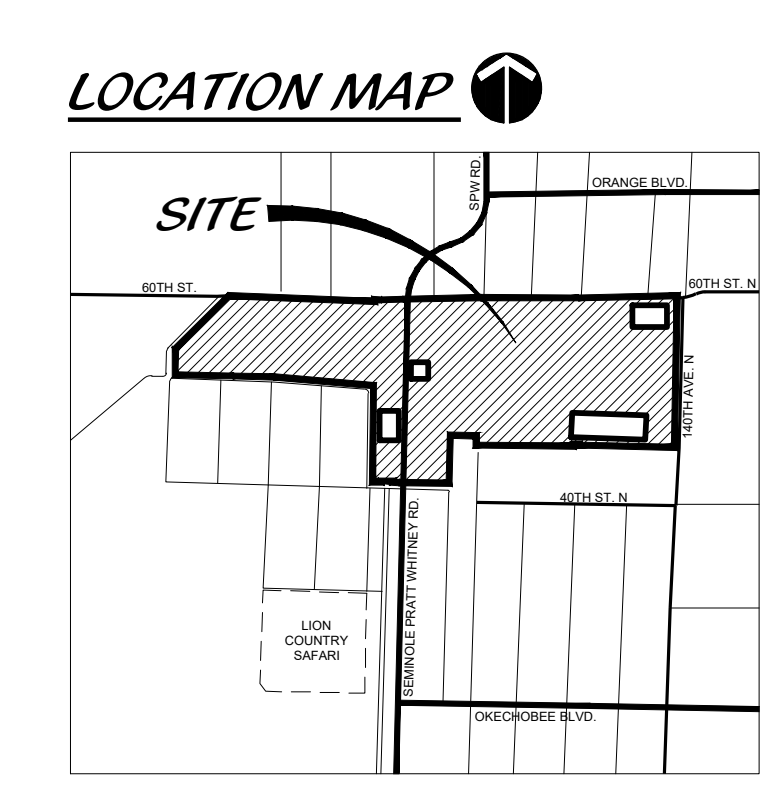 LOCATION MAP
SPW RD.
ORANGE BLVD.
SITE
60TH ST.
60TH ST. N
140TH AVE. N
40TH ST. N
SEMINOLE PRATT WHITNEY RD.
LION
COUNTRY
SAFARI
OKECHOBEE BLVD.